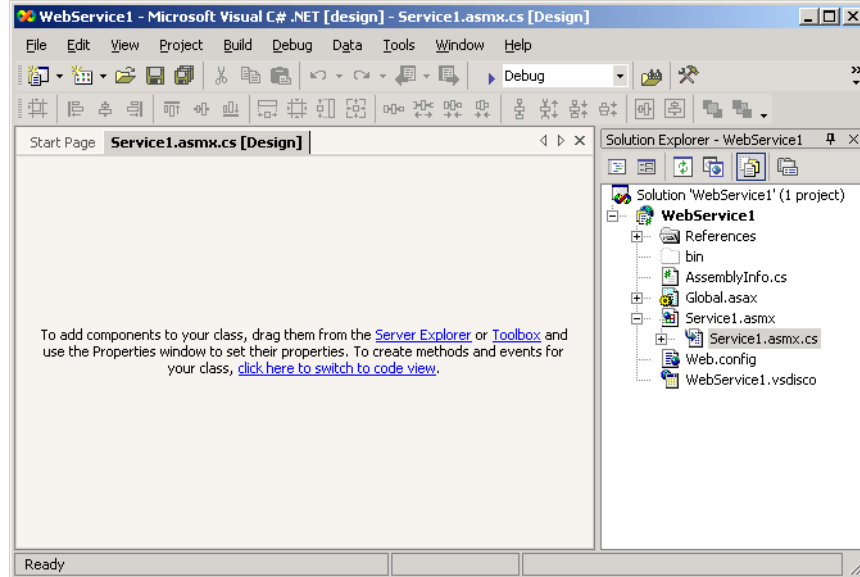 WebService1 - Microsoft Visual C# .NET [design] - Service1.asmx.cs [Design]
File Edit View Project Build Debug Data Tools Window Help
Debug
Start Page Service1.asmx.cs [Design]
Solution Explorer - WebService1
Solution 'WebService1' (1 project)
WebService1
References
bin
AssemblyInfo.cs
Global.asax
Service1.asmx
Service1.asmx.cs
Web.config
WebService1.vsdisco
To add components to your class, drag them from the Server Explorer or Toolbox and
use the Properties window to set their properties. To create methods and events for
your class, click here to switch to code view.
Ready